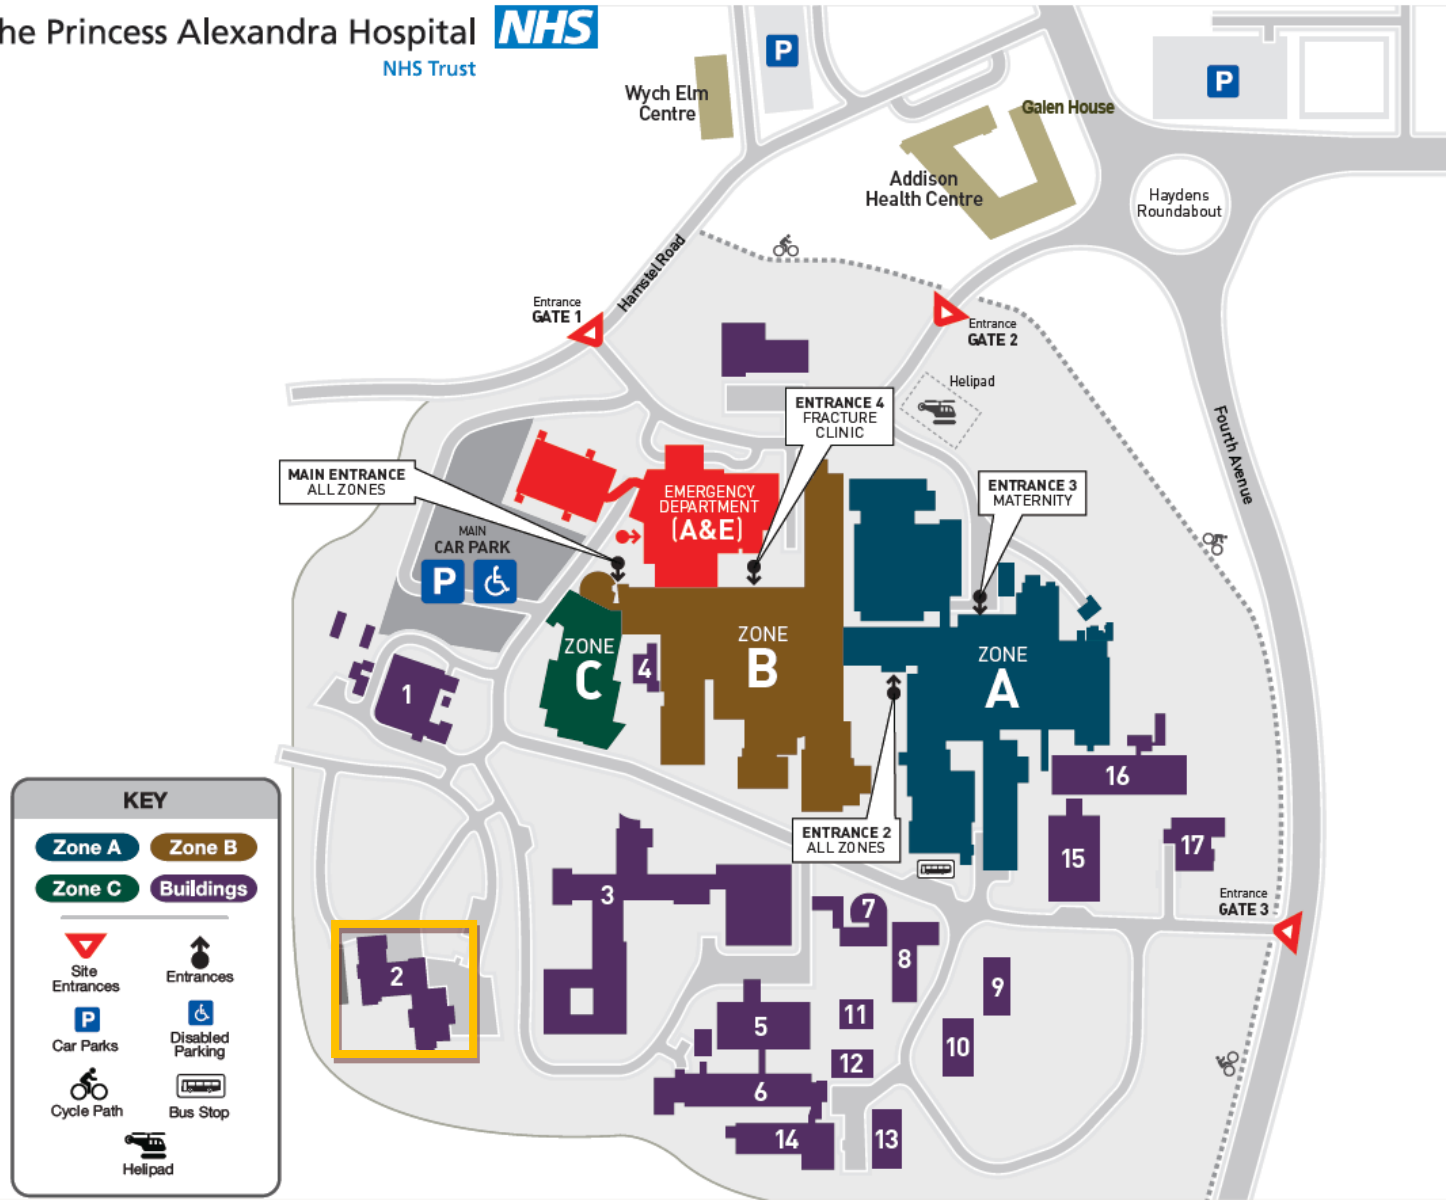 he Princess Alexandra Hospital
NHS
NHS Trust
P
P
Wych Elm
Centre
Galen House
Addison
Health Centre
Haydens
Roundabout
Hamstel Road
Entrance
GATE 1
Entrance
GATE 2
Helipad
Fourth Avenue
ENTRANCE 4
FRACTURE
CLINIC
MAIN ENTRANCE
ALL ZONES
EMERGENCY
DEPARTMENT
(A&E)
ENTRANCE 3
MATERNITY
MAIN
CAR PARK
P
ZONE
C
4
ZONE
B
ZONE
A
1
16
ENTRANCE 2
ALL ZONES
15
17
Entrance
GATE 3
3
7
8
2
9
11
5
10
12
6
14
13
KEY
Zone A
Zone B
Zone C
Buildings
Site
Entrances
Entrances
P
Car Parks
Disabled
Parking
Cycle Path
Bus Stop
Helipad